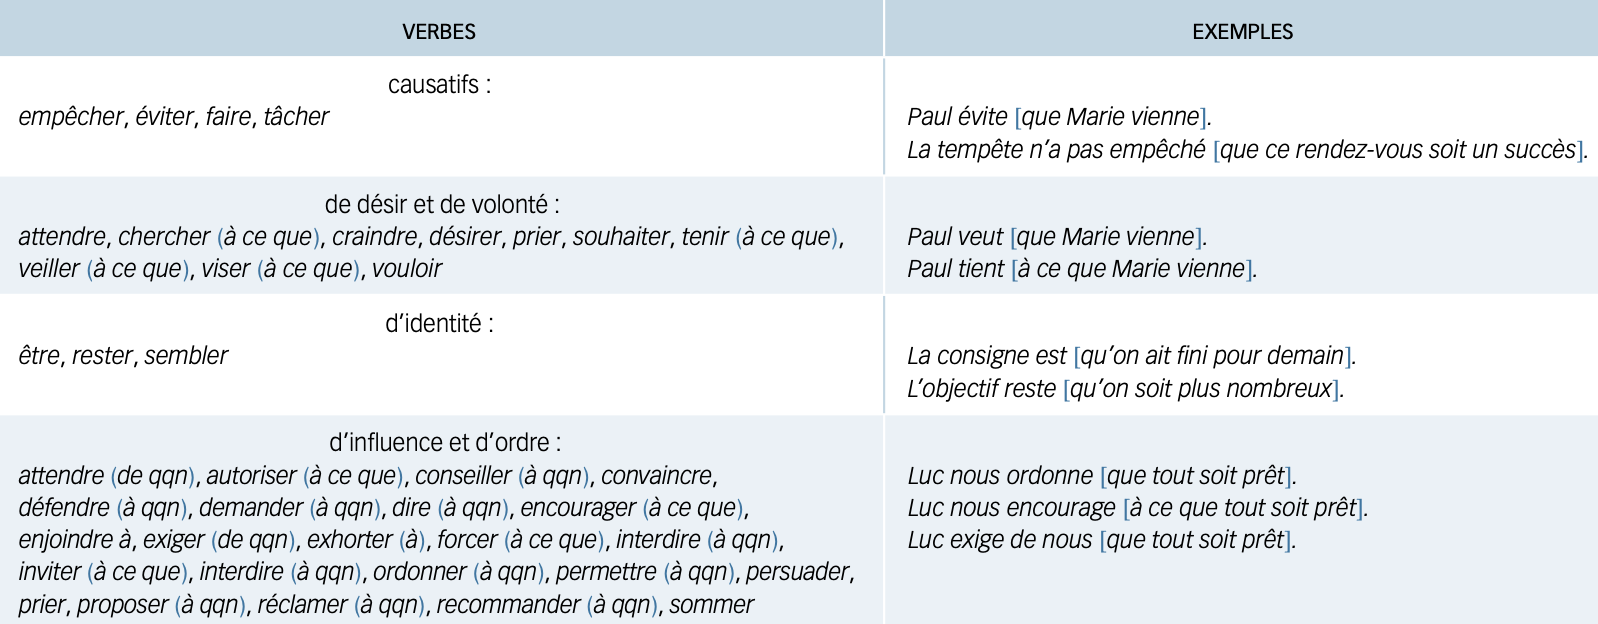 VERBES EXEMPLES
causatifs :
empêcher, éviter, faire, tâcher
Paul évite [que Marie vienne].
La tempête n’a pas empêché [que ce rendez-vous soit un succès].
de désir et de volonté :
attendre, chercher (à ce que), craindre, désirer, prier, souhaiter, tenir (à ce que),
veiller (à ce que), viser (à ce que), vouloir
Paul veut [que Marie vienne].
Paul tient [à ce que Marie vienne].
d’identité :
être, rester, sembler
La consigne est [qu’on ait fini pour demain].
L’objectif reste [qu’on soit plus nombreux].
d’influence et d’ordre :
attendre (de qqn), autoriser (à ce que), conseiller (à qqn), convaincre,
défendre (à qqn), demander (à qqn), dire (à qqn), encourager (à ce que),
enjoindre à, exiger (de qqn), exhorter (à), forcer (à ce que), interdire (à qqn),
inviter (à ce que), interdire (à qqn), ordonner (à qqn), permettre (à qqn), persuader,
prier, proposer (à qqn), réclamer (à qqn), recommander (à qqn), sommer
Luc nous ordonne [que tout soit prêt].
Luc nous encourage [à ce que tout soit prêt].
Luc exige de nous [que tout soit prêt].